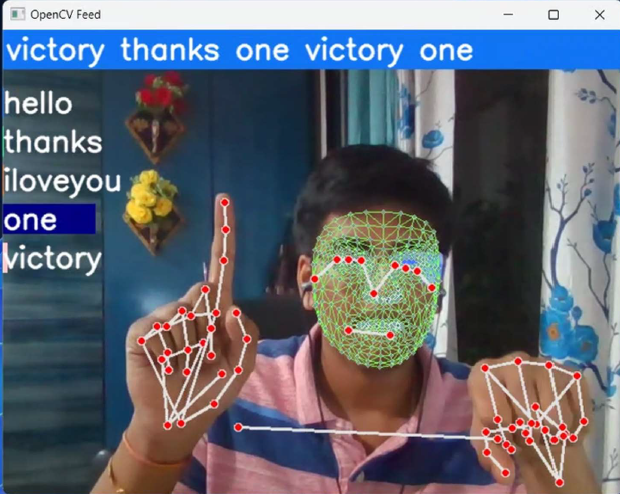 OpenCV Feed
victory thanks one victory one
hello
thanks
iloveyou
one
victory